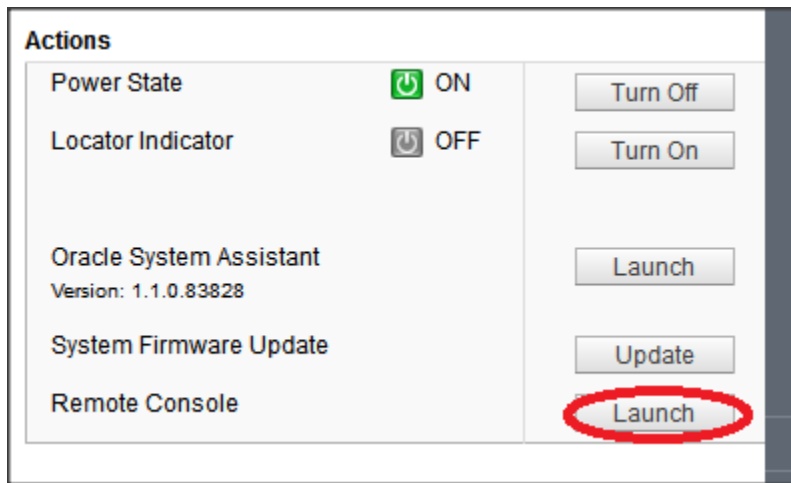 Actions
Power State ON Turn Off
Locator Indicator OFF Turn On
Oracle System Assistant Launch
Version: 1.1.0.83828
System Firmware Update Update
Remote Console Launch